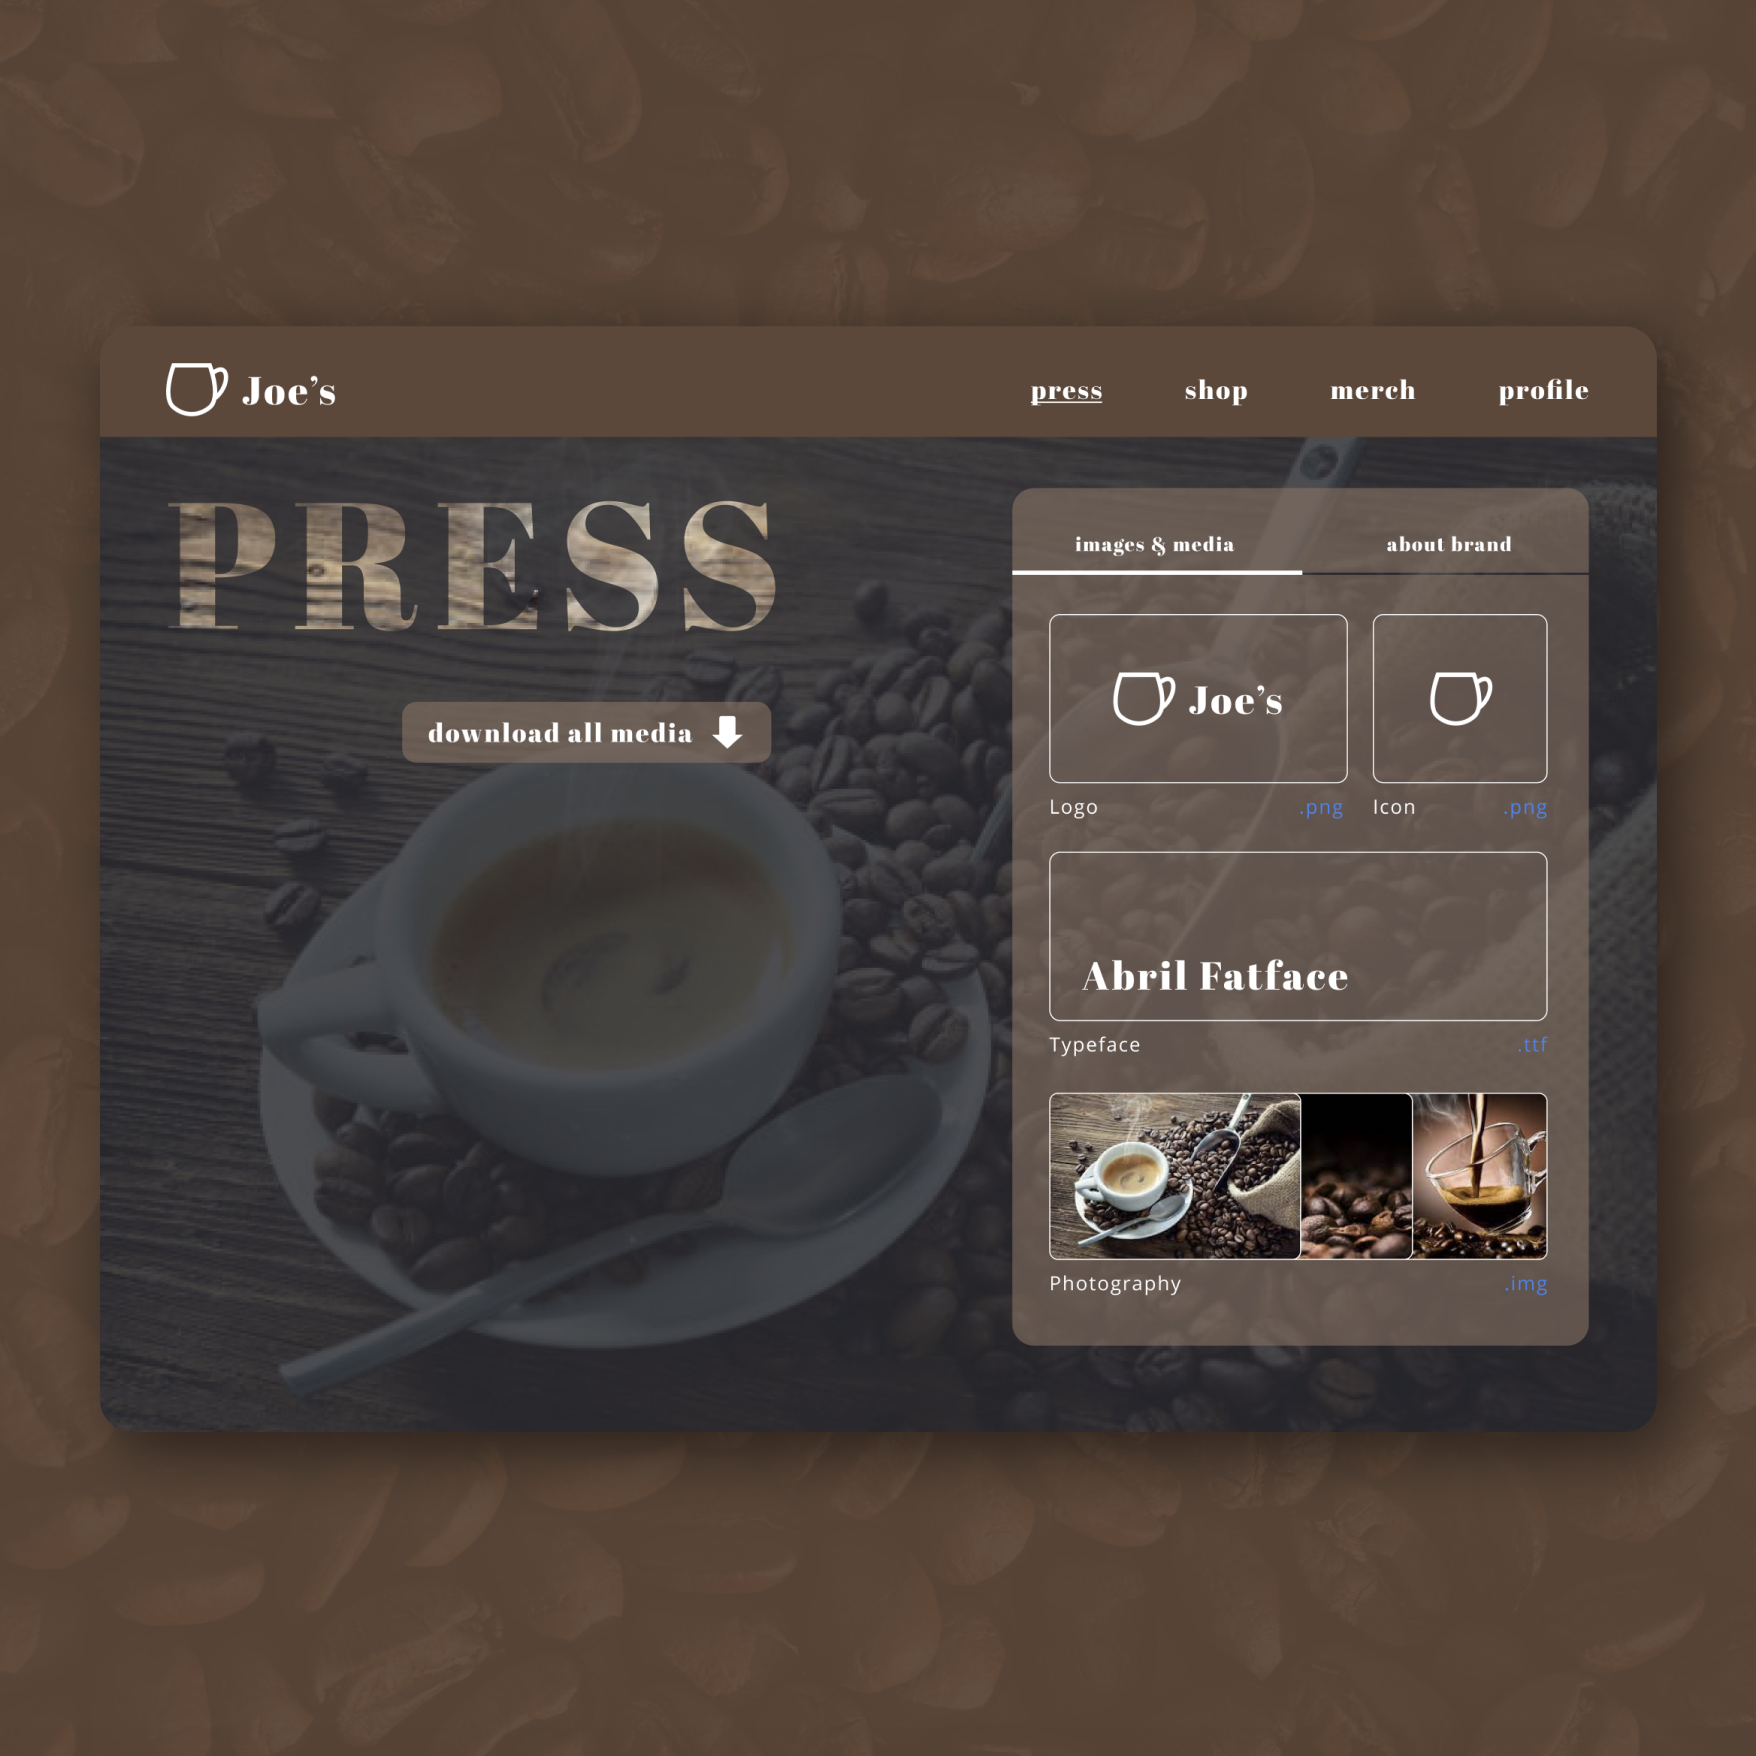 Joe’s
press shop merch profile
PRESS
download all media
images & media about brand
Joe’s
Logo .png Icon .png
Abril Fatface
Typeface .ttf
Photography .img